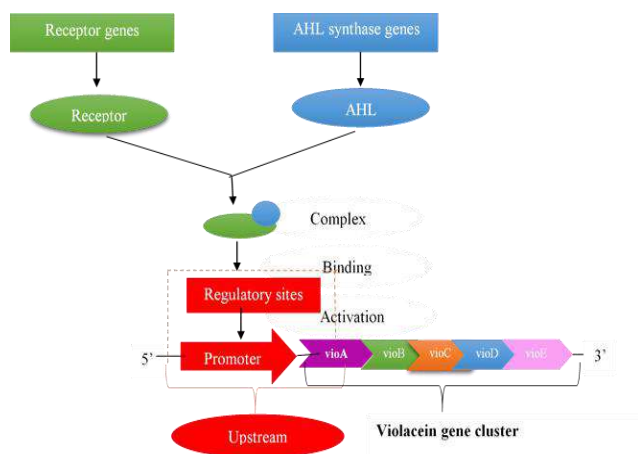 Receptor genes
AHL synthase genes
Receptor
AHL
Complex
Binding
Regulatory sites
Activation
5’
Promoter
vioA
vioB
vioC
vioD
vioE
3’
Violacein gene cluster
Upstream